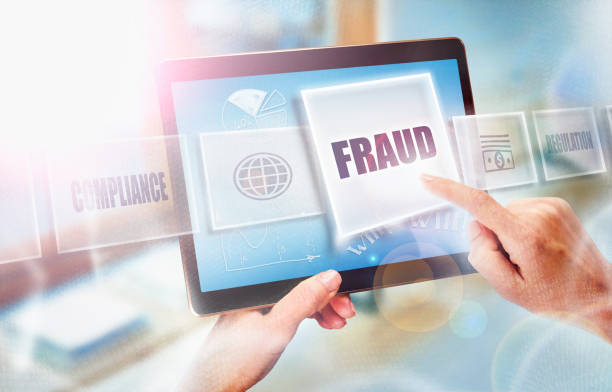 COMPLIANCE
FRAUD
$
REGULATION